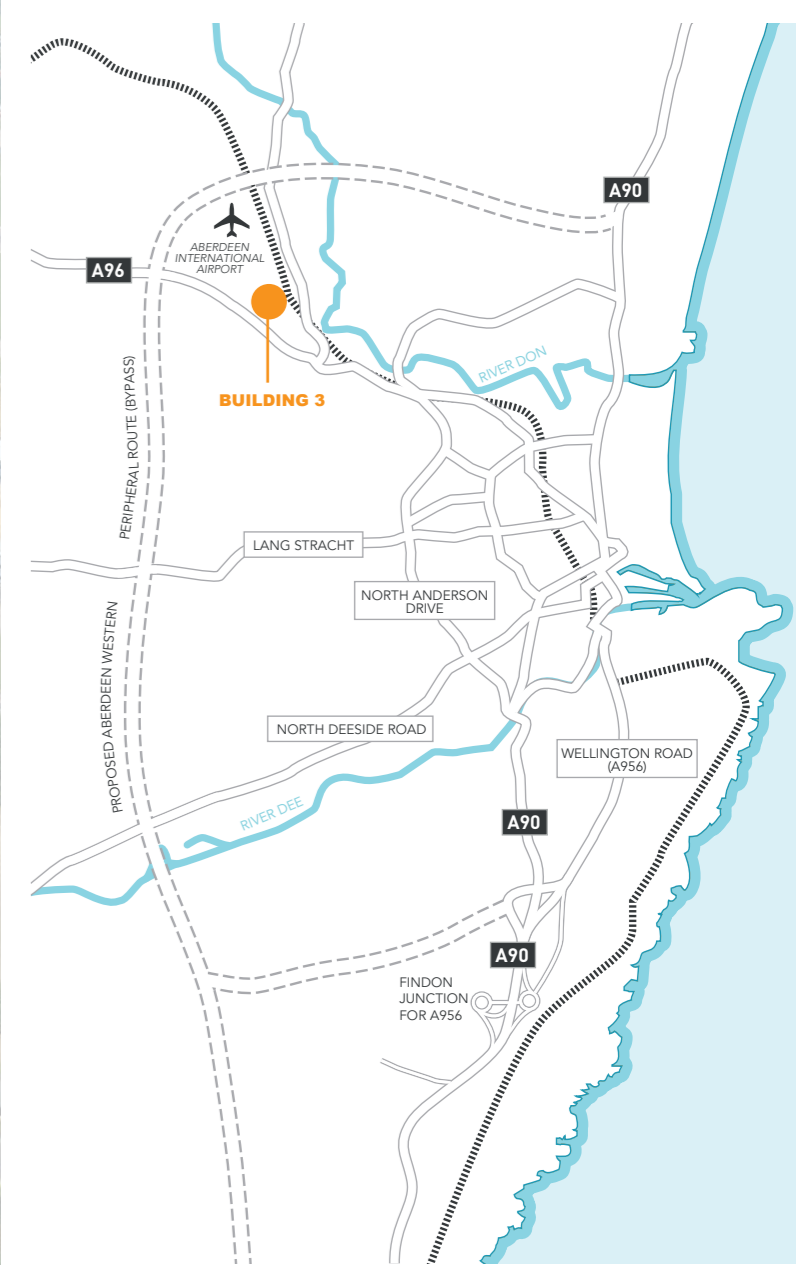 A90
ABERDEEN
INTERNATIONAL
AIRPORT
A96
RIVER DON
BUILDING 3
PERIPHERAL ROUTE (BYPASS)
LANG STRACHT
NORTH ANDERSON
DRIVE
PROPOSED ABERDEEN WESTERN
NORTH DEESIDE ROAD
WELLINGTON ROAD
(A956)
RIVER DEE
A90
A90
FINDON
JUNCTION
FOR A956